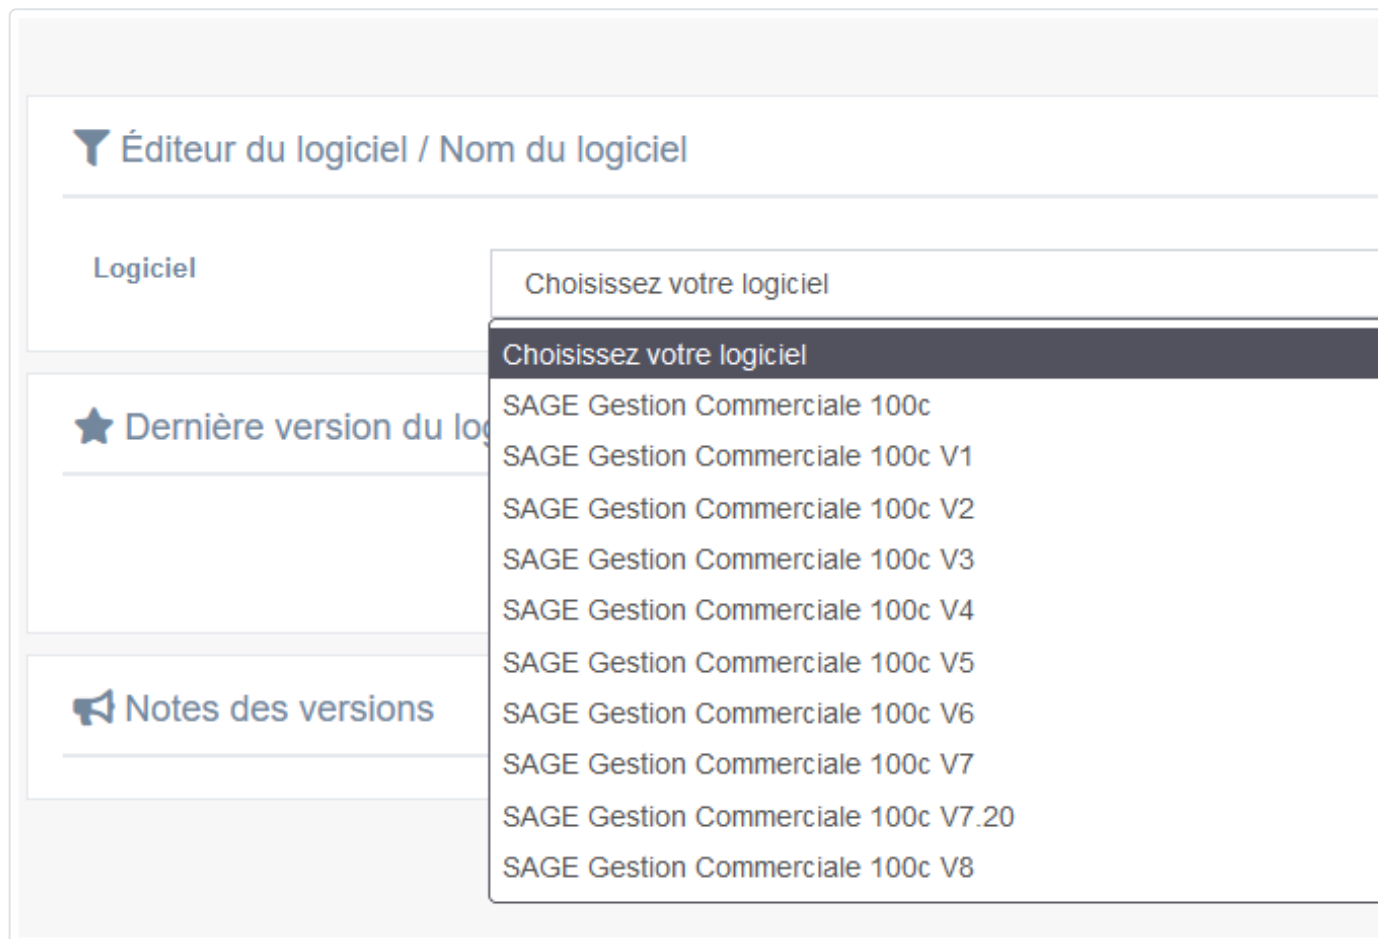 Éditeur du logiciel / Nom du logiciel
Logiciel
Choisissez votre logiciel
Choisissez votre logiciel
SAGE Gestion Commerciale 100c
SAGE Gestion Commerciale 100c V1
SAGE Gestion Commerciale 100c V2
SAGE Gestion Commerciale 100c V3
SAGE Gestion Commerciale 100c V4
SAGE Gestion Commerciale 100c V5
SAGE Gestion Commerciale 100c V6
SAGE Gestion Commerciale 100c V7
SAGE Gestion Commerciale 100c V7.20
SAGE Gestion Commerciale 100c V8
Dernière version du
Notes des versions